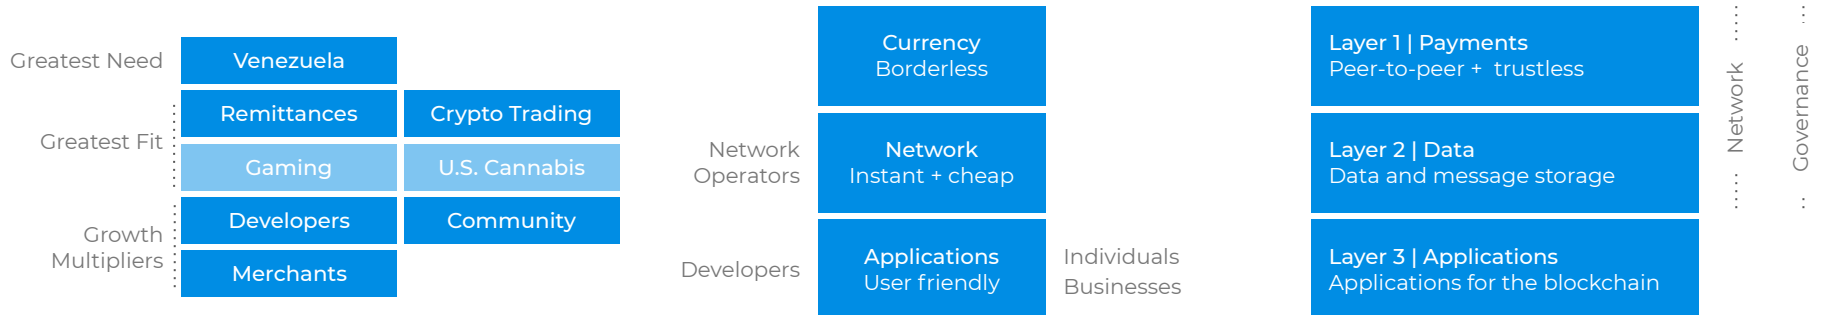 Greatest Need
Venezuela
Greatest Fit
Remittances
Crypto Trading
Gaming
U.S. Cannabis
Growth
Multipliers
Developers
Community
Merchants
Currency
Borderless
Network
Operators
Network
Instant + cheap
Developers
Applications
User friendly
Individuals
Businesses
Layer 1 | Payments
Peer-to-peer + trustless
Layer 2 | Data
Data and message storage
Layer 3 | Applications
Applications for the blockchain
Network
Governance